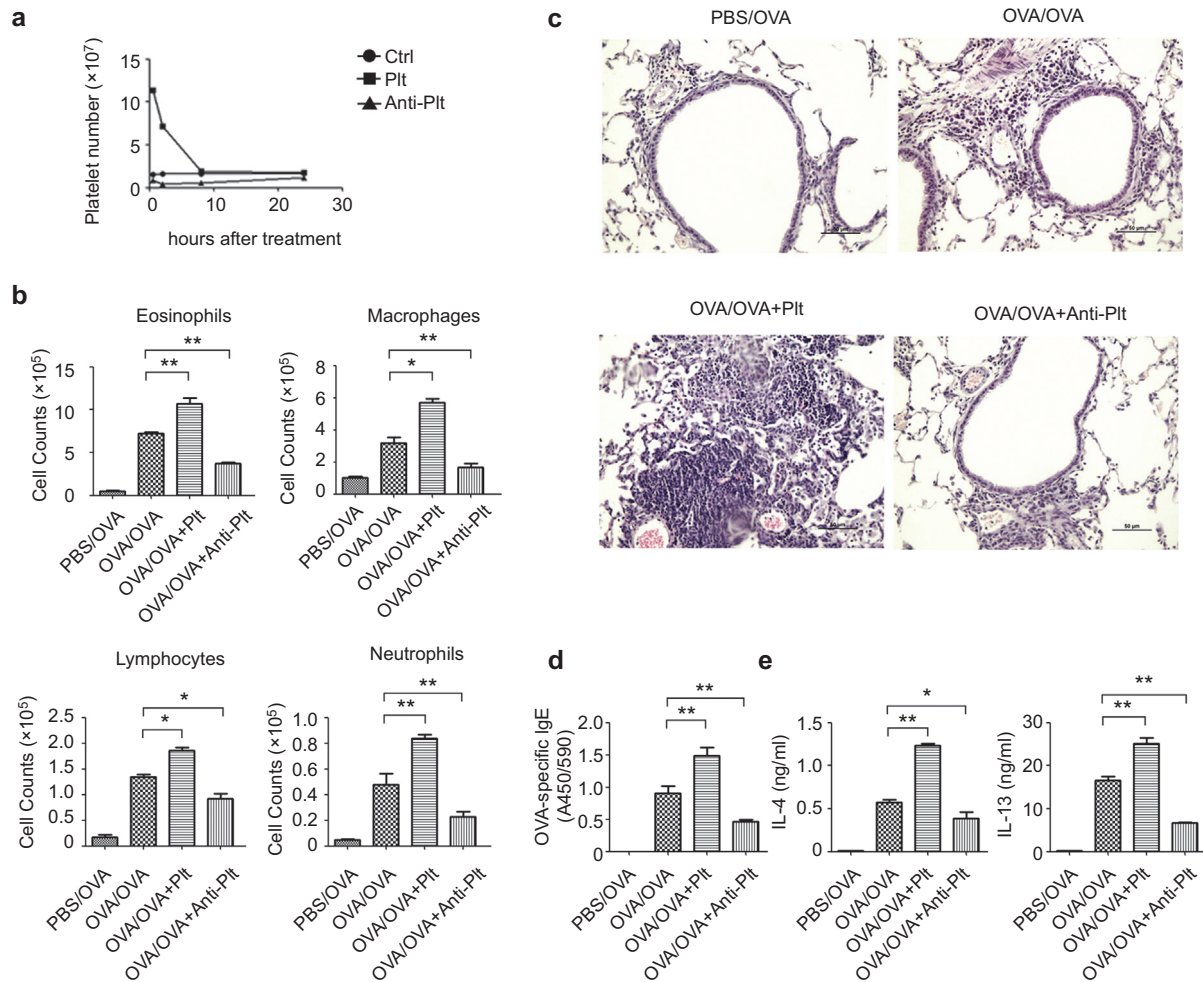 a
Platelet number (×10⁷)
15
10
5
0
0
10
20
30
hours after treatment
Ctrl
Plt
Anti-Plt
b
Eosinophils
Cell Counts (×10⁵)
15
10
5
0
**
**
PBS/OVA
OVA/OVA
OVA/OVA+Plt
OVA/OVA+Anti-Plt
Macrophages
Cell Counts (×10⁵)
8
6
4
2
0
**
*
PBS/OVA
OVA/OVA
OVA/OVA+Plt
OVA/OVA+Anti-Plt
Lymphocytes
Cell Counts (×10⁵)
2.5
2.0
1.5
1.0
0.5
0
*
*
PBS/OVA
OVA/OVA
OVA/OVA+Plt
OVA/OVA+Anti-Plt
Neutrophils
Cell Counts (×10⁵)
1.0
0.8
0.6
0.4
0.2
0
**
**
PBS/OVA
OVA/OVA
OVA/OVA+Plt
OVA/OVA+Anti-Plt
c
PBS/OVA
OVA/OVA
50 μm
OVA/OVA+Plt
OVA/OVA+Anti-Plt
50 μm
d
OVA-specific IgE
(A450/590)
2.0
1.5
1.0
0.5
0
**
**
PBS/OVA
OVA/OVA
OVA/OVA+Plt
OVA/OVA+Anti-Plt
e
IL-4 (ng/ml)
1.5
1.0
0.5
0
*
**
PBS/OVA
OVA/OVA
OVA/OVA+Plt
OVA/OVA+Anti-Plt
IL-13 (ng/ml)
30
20
10
0
**
**
PBS/OVA
OVA/OVA
OVA/OVA+Plt
OVA/OVA+Anti-Plt